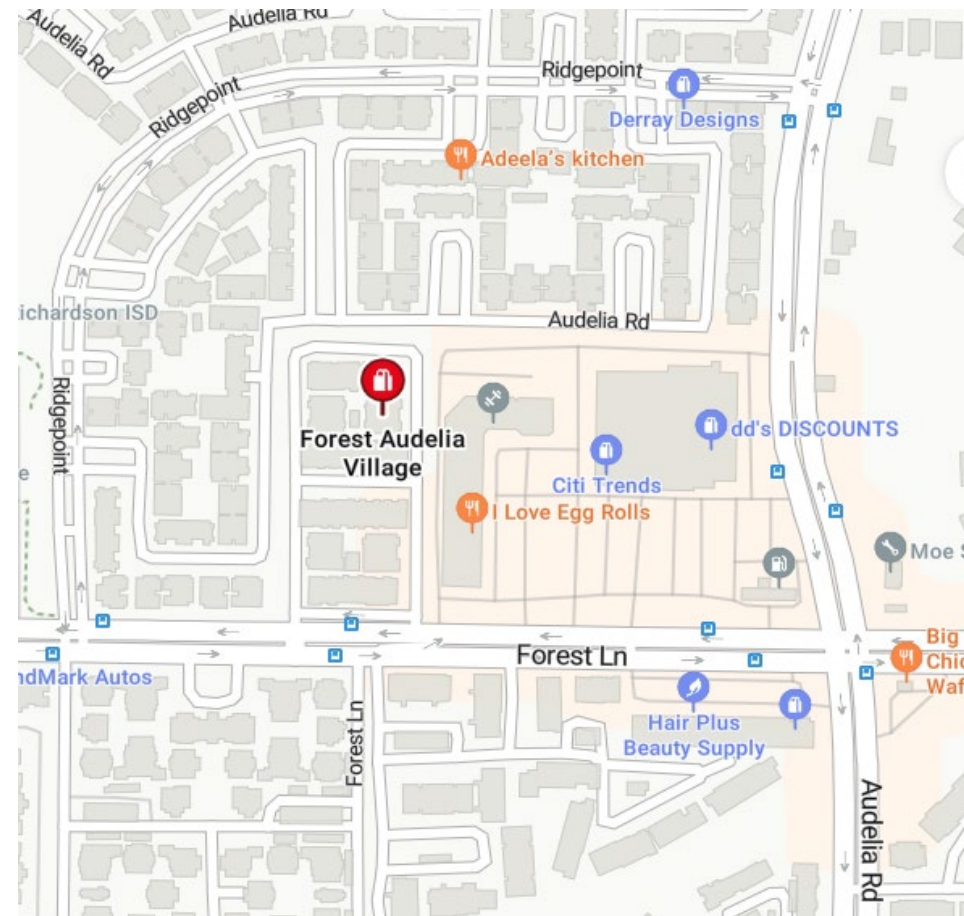 Audelia Rd
Audelia Rd
Ridgepoint
Ridgepoint
Derray Designs
Adeela's kitchen
ichardson ISD
Audelia Rd
Ridgepoint
Forest Audelia
Village
dd's DISCOUNTS
Citi Trends
I Love Egg Rolls
Moe S
e
Forest Ln
Big
Chic
Waf
ndMark Autos
Hair Plus
Beauty Supply
Forest Ln
Audelia Rd